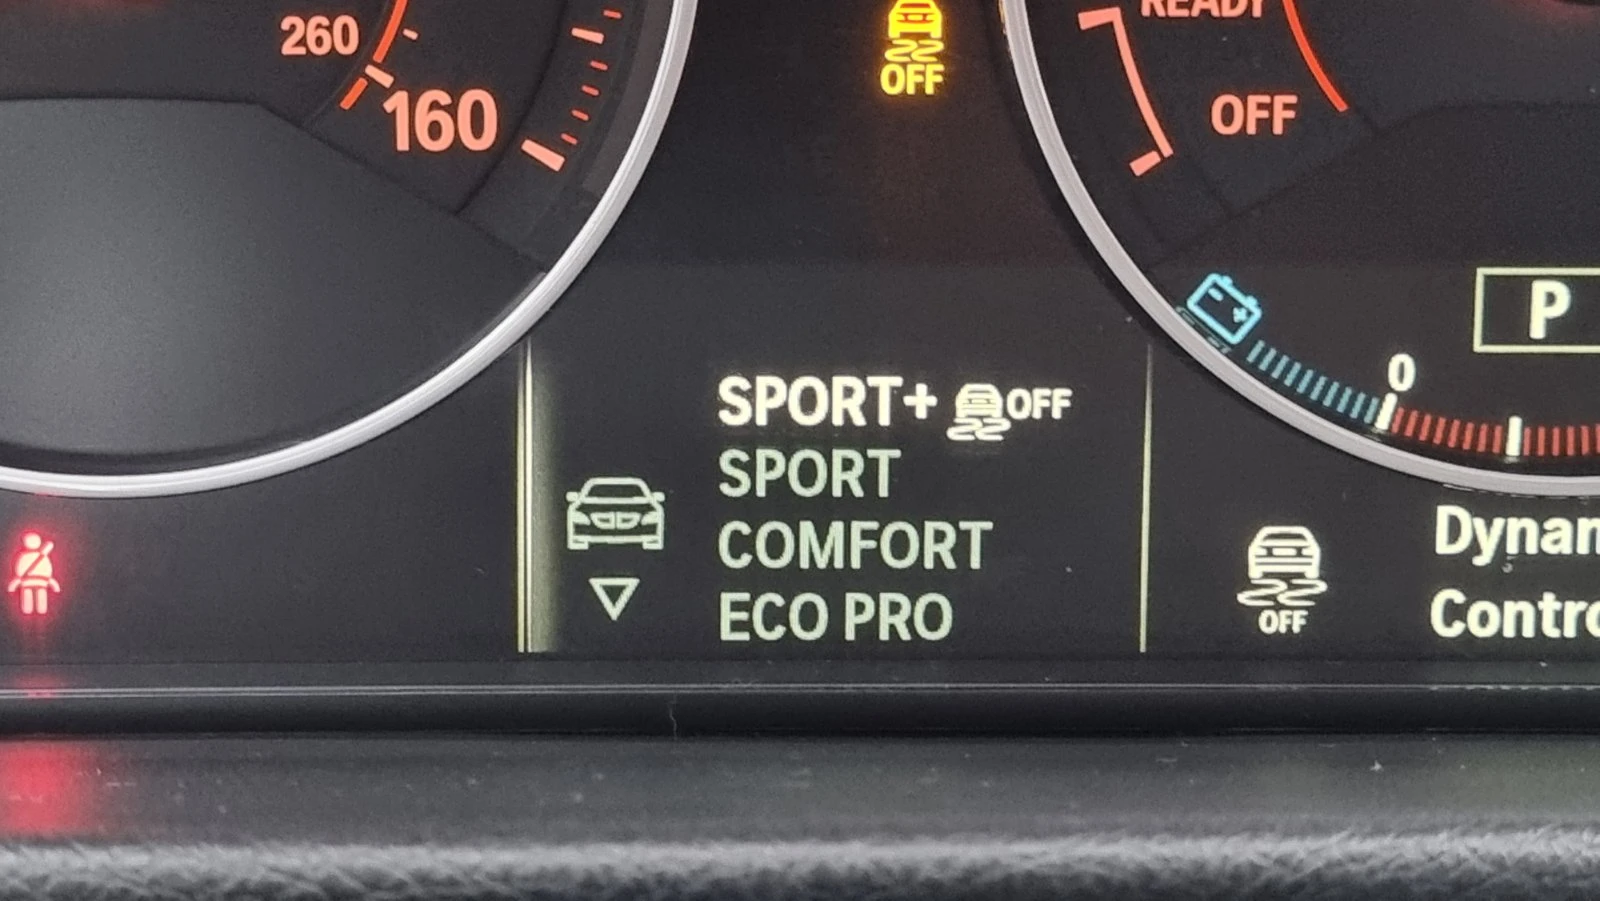 260
160
OFF
READY
OFF
P
0
SPORT+ OFF
SPORT
COMFORT
ECO PRO
OFF